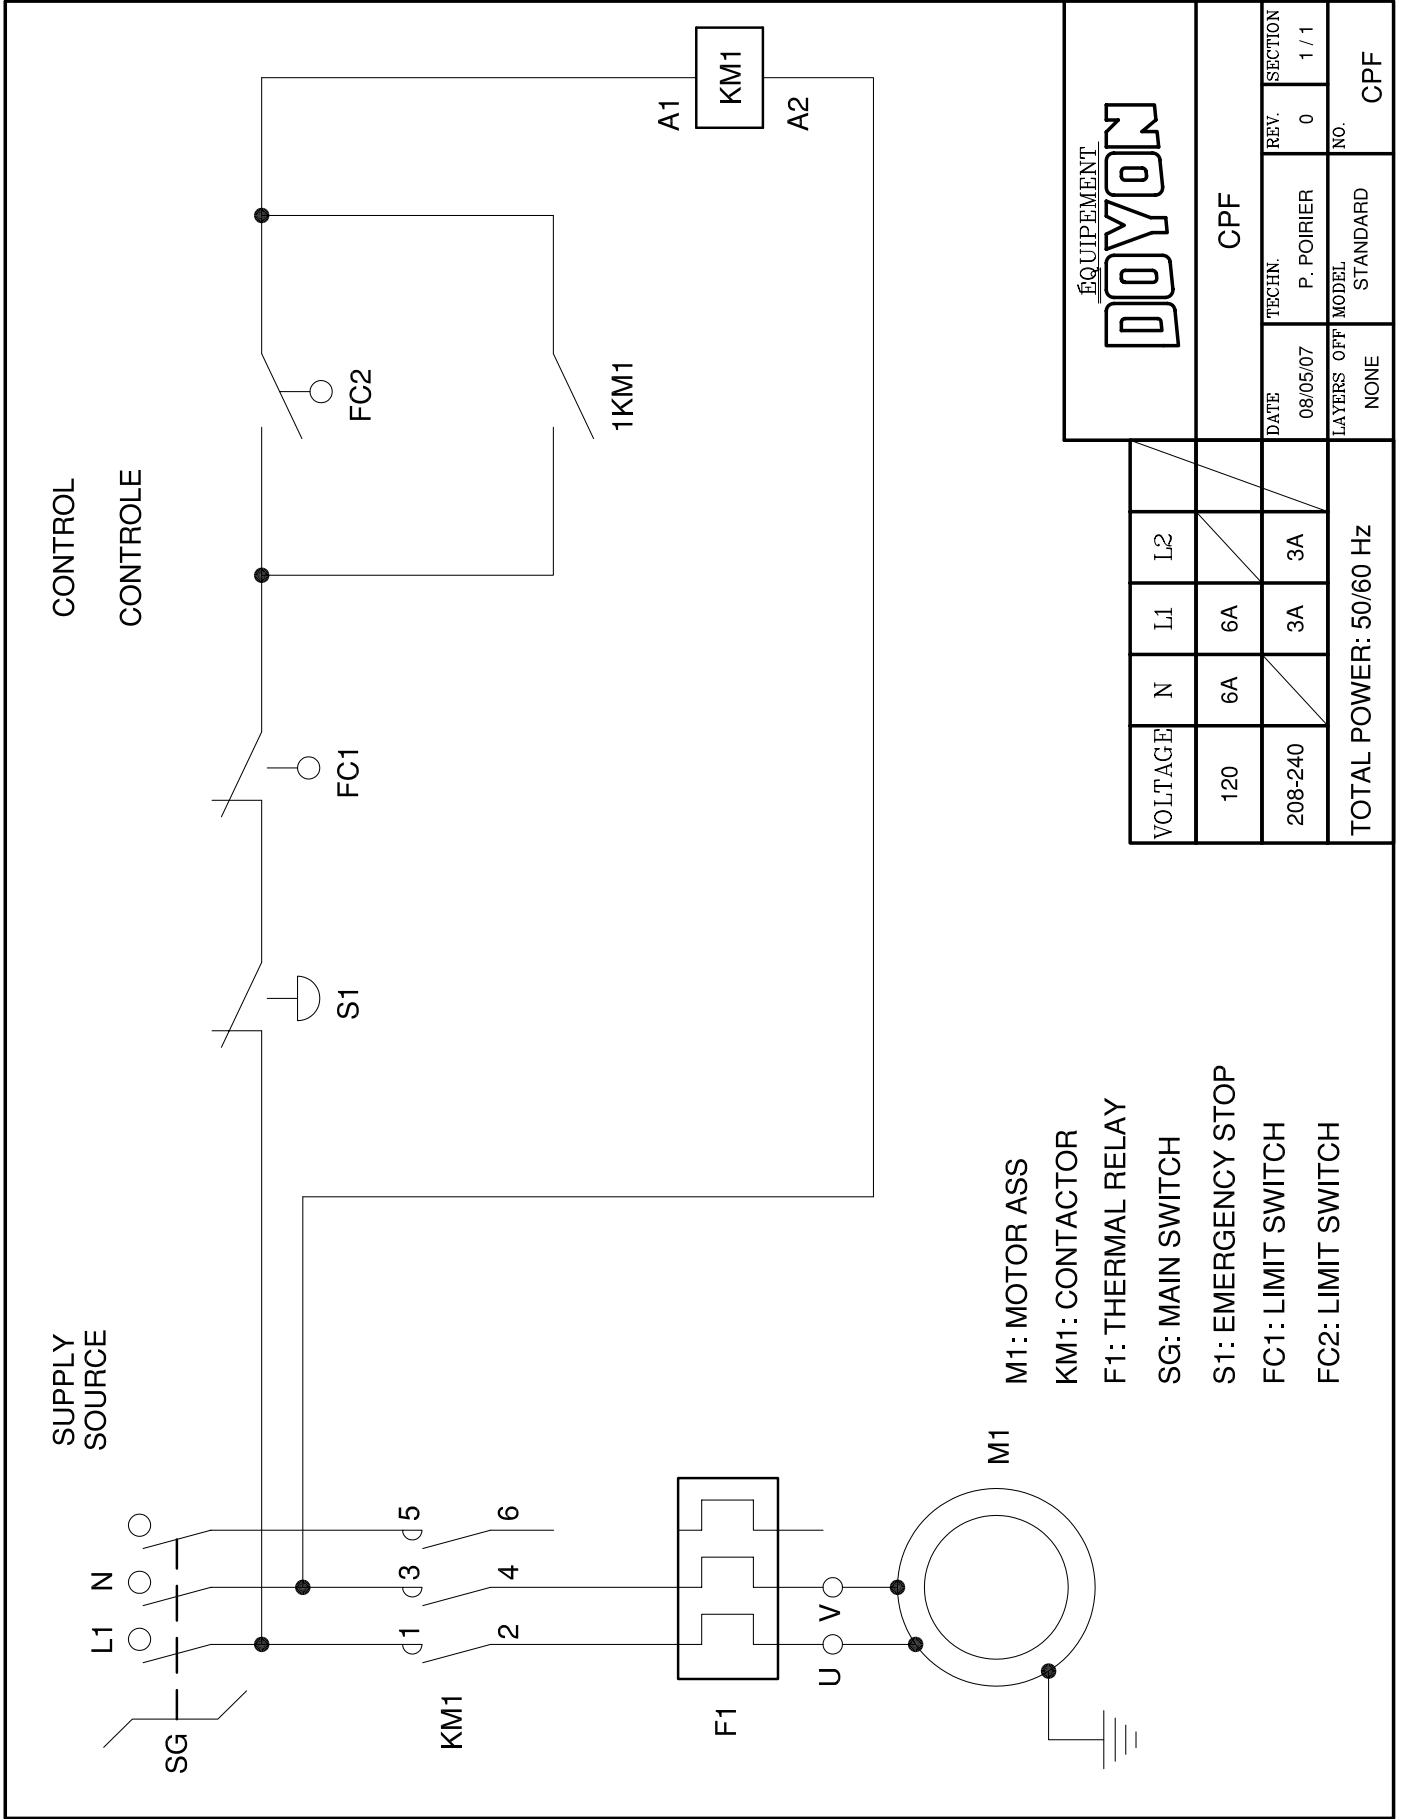 SUPPLY
SOURCE
CONTROL
CONTROLE
L1
N
SG
KM1
1
3
5
2
4
6
F1
U
V
M1
S1
FC1
FC2
1KM1
A1
KM1
A2
M1: MOTOR ASS
KM1: CONTACTOR
F1: THERMAL RELAY
SG: MAIN SWITCH
S1: EMERGENCY STOP
FC1: LIMIT SWITCH
FC2: LIMIT SWITCH
VOLTAGE N L1 L2
120 6A 6A
208-240 3A 3A
TOTAL POWER: 50/60 Hz
ÉQUIPEMENT
DOYON
CPF
DATE TECHN. REV. SECTION
08/05/07 P. POIRIER 0 1 / 1
LAYERS OFF MODEL NO.
NONE STANDARD CPF